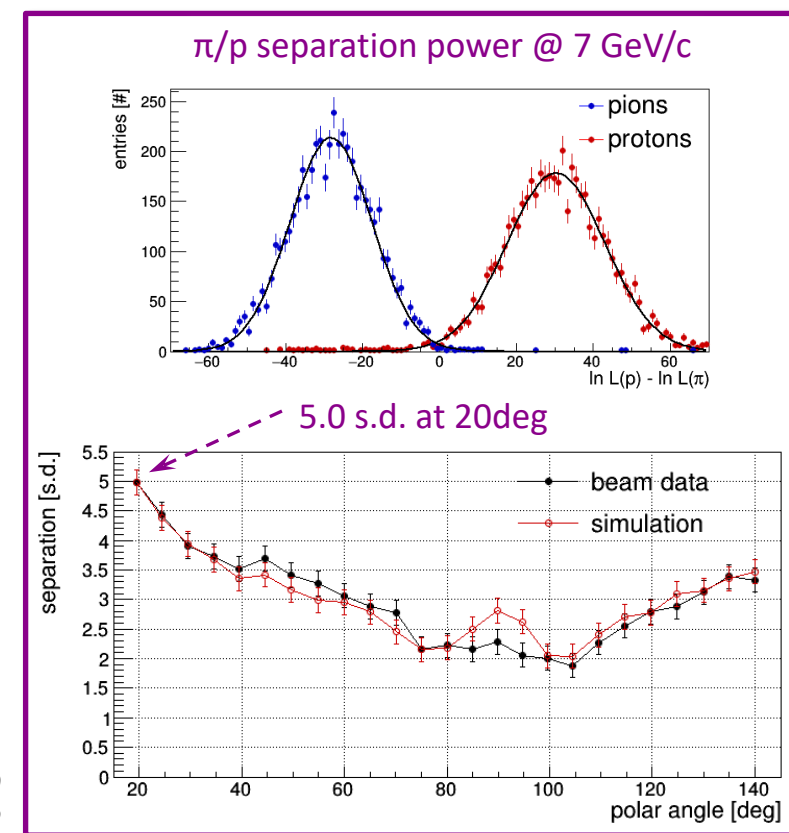 π/p separation power @ 7 GeV/c
entries [#]
250
200
150
100
50
0
pions
protons
−60 −40 −20 0 20 40 60
ln L(p) - ln L(π)
5.0 s.d. at 20deg
separation [s.d.]
5.5
5
4.5
4
3.5
3
2.5
2
1.5
1
0.5
0
beam data
simulation
20 40 60 80 100 120 140
polar angle [deg]